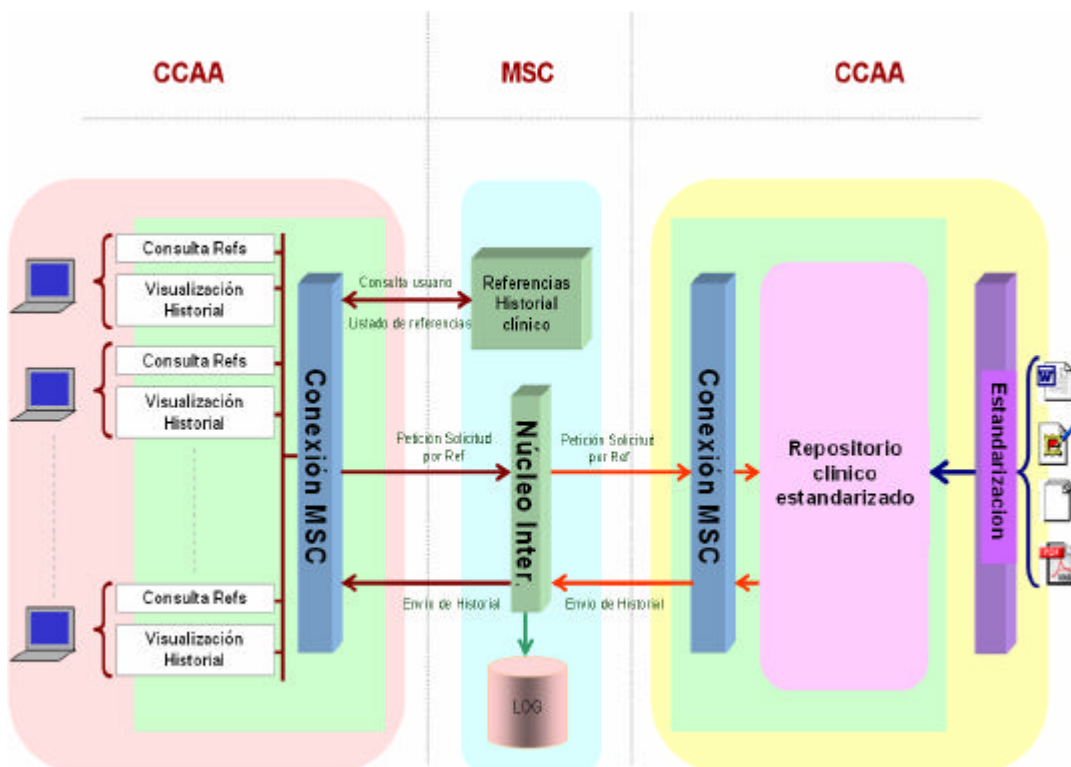 CCAA
MSC
CCAA
Consulta Refs
Visualización
Historial
Consulta Refs
Visualización
Historial
Consulta Refs
Visualización
Historial
Conexión MSC
Consulta usuario
Listado de referencias
Referencias
Historial
clínico
Petición Solicitud
por Ref
Núcleo Inter.
Petición Solicitud
por Ref
Envío de Historial
Envío de Historial
LOG
Conexión MSC
Repositorio
clínico
estandarizado
Estandarizacion
W
PDF